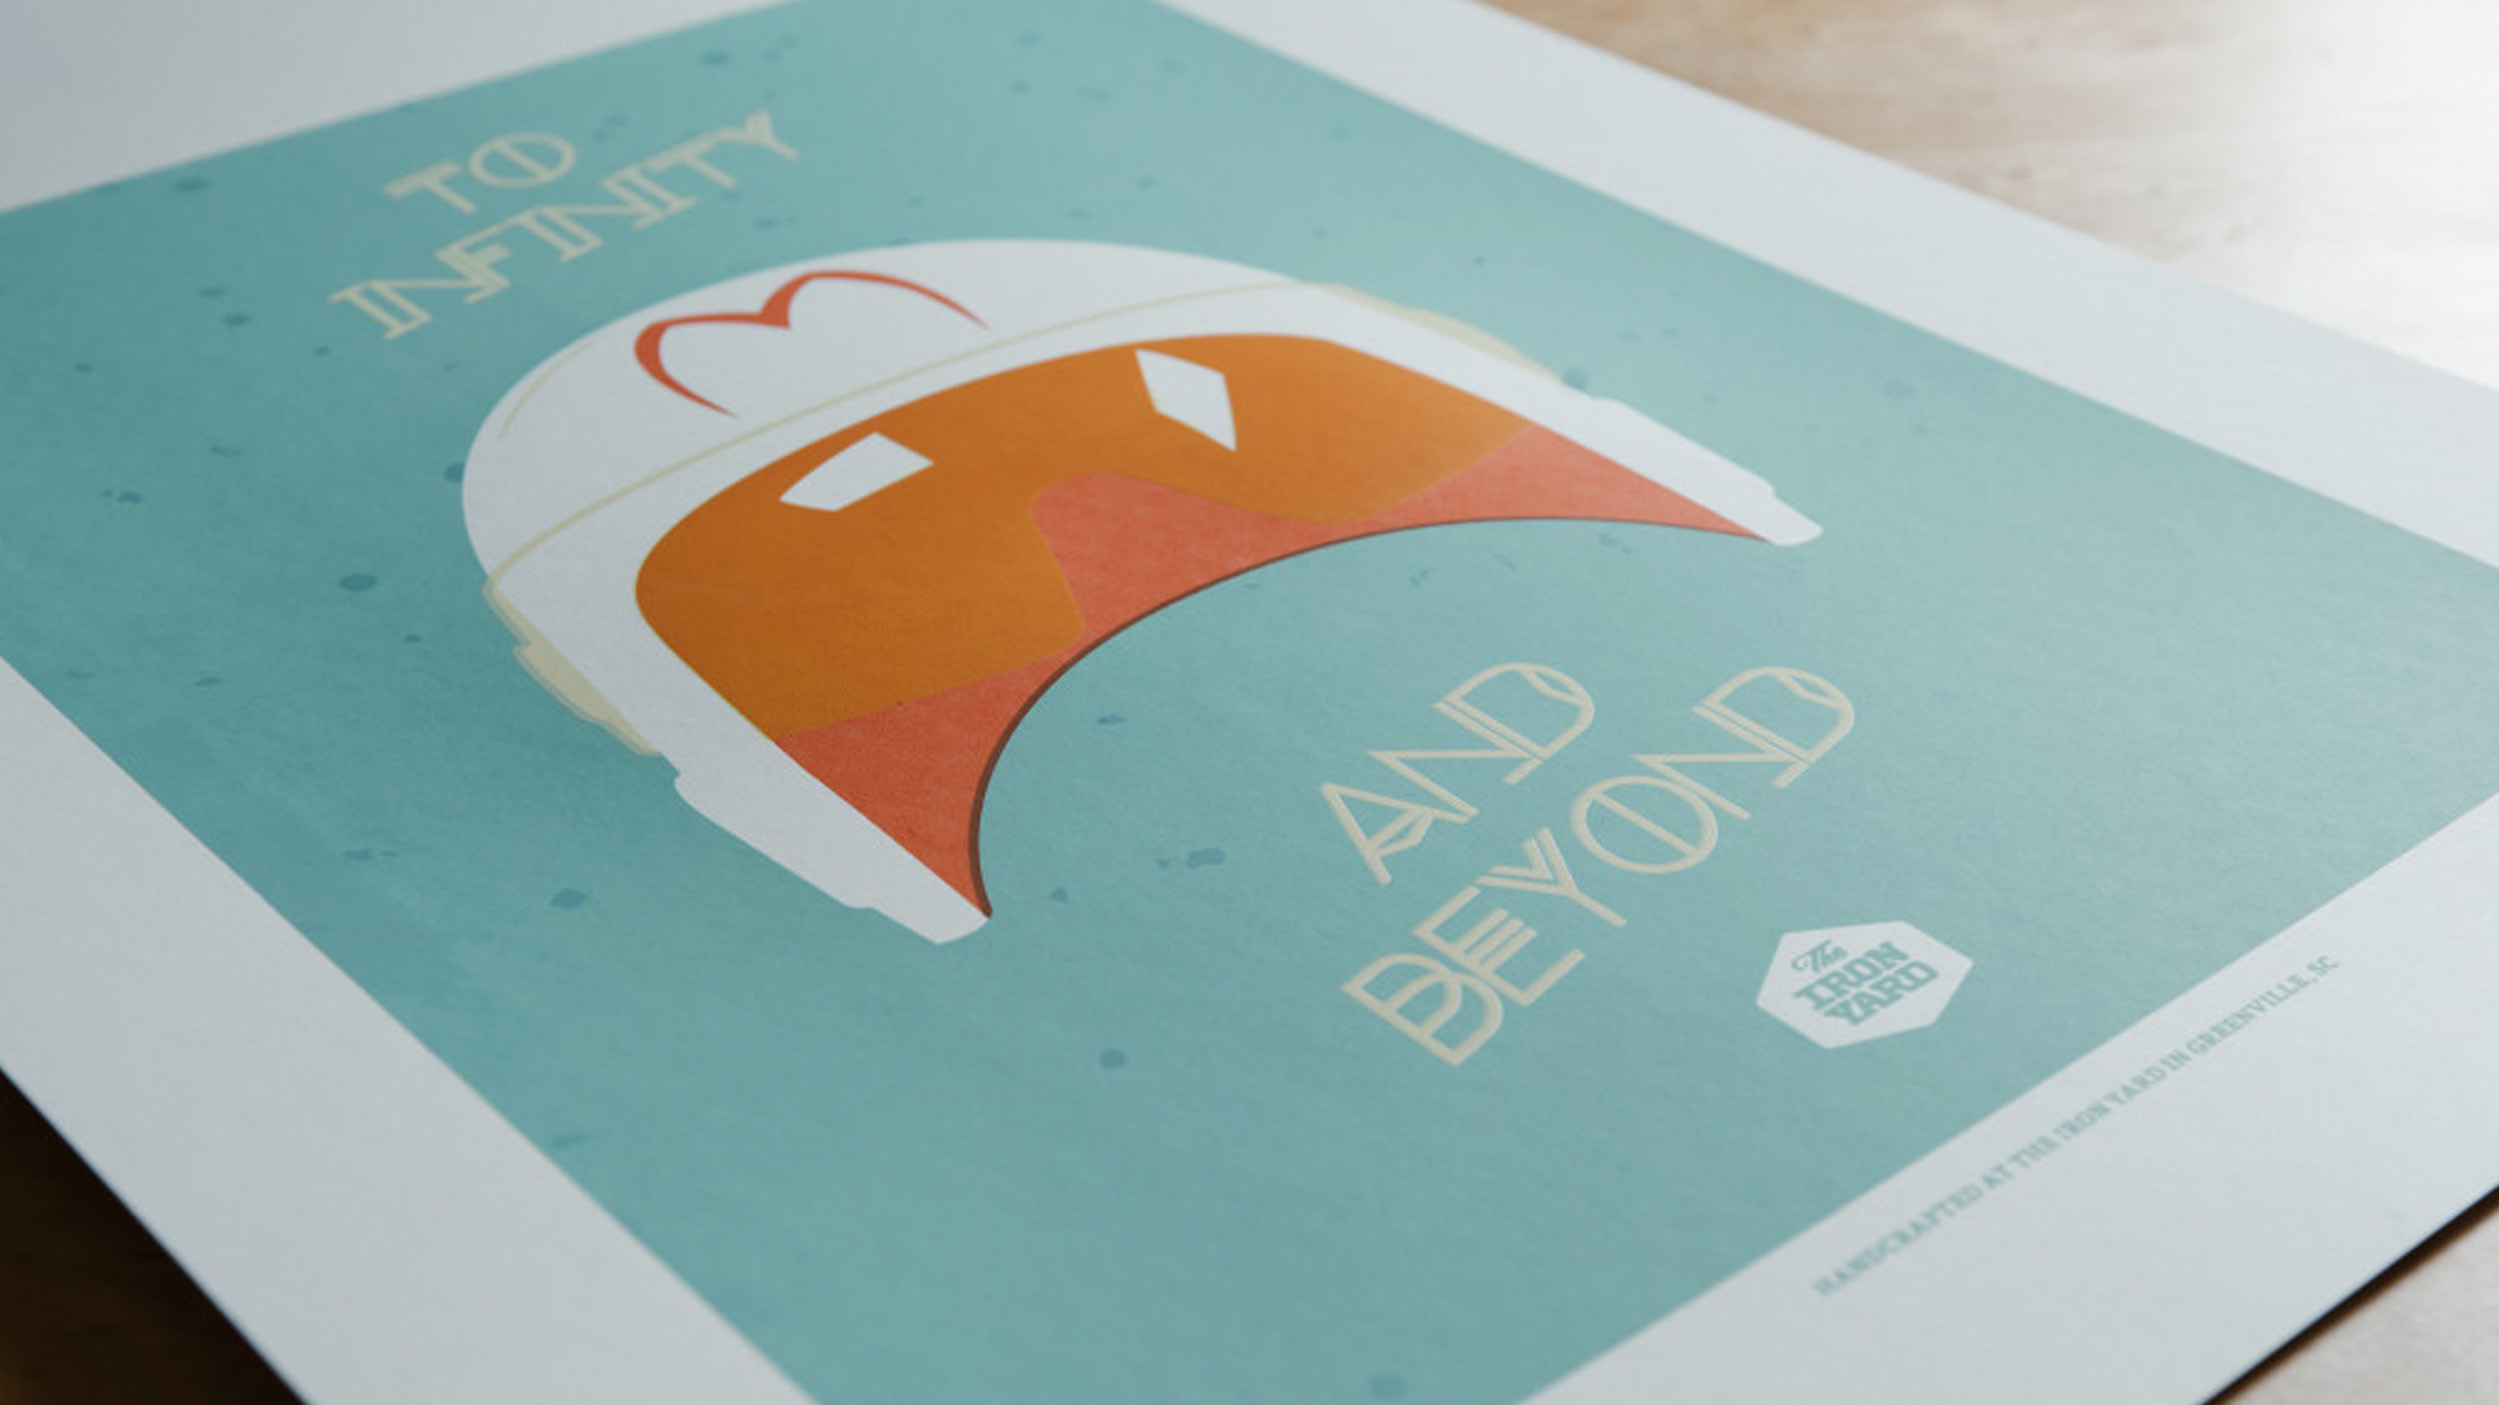 TO
INFINITY
AND
BEYOND
The
IRON
YARD
HANDCRAFTED AT THE IRON YARD IN GREENVILLE, SC